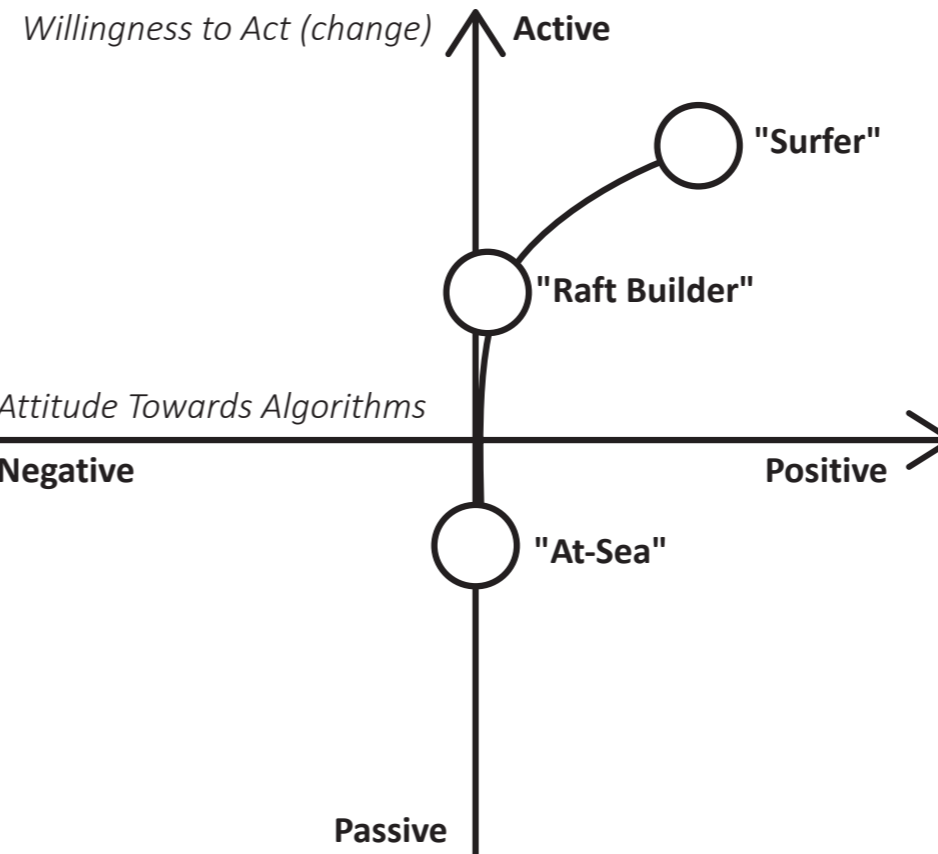 Willingness to Act (change)
Active
"Surfer"
"Raft Builder"
Attitude Towards Algorithms
Negative
Positive
"At-Sea"
Passive